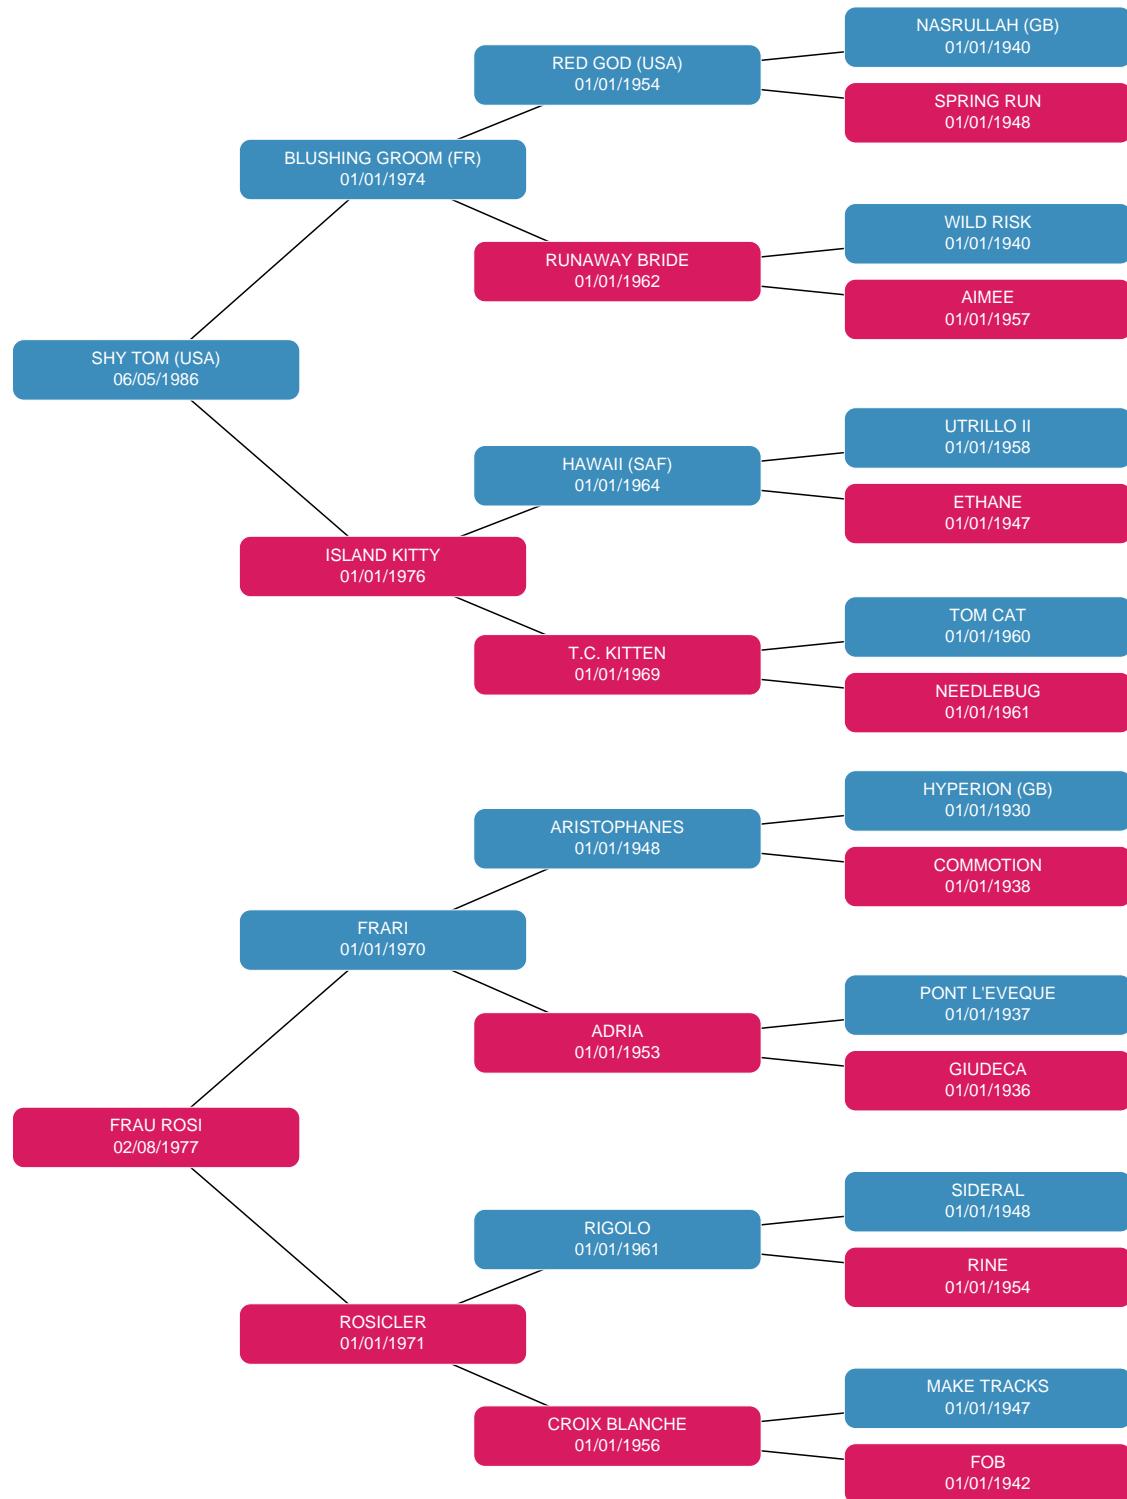 NASRULLAH (GB)
01/01/1940
RED GOD (USA)
01/01/1954
SPRING RUN
01/01/1948
BLUSHING GROOM (FR)
01/01/1974
WILD RISK
01/01/1940
RUNAWAY BRIDE
01/01/1962
AIMEE
01/01/1957
SHY TOM (USA)
06/05/1986
UTRILLO II
01/01/1958
HAWAII (SAF)
01/01/1964
ETHANE
01/01/1947
ISLAND KITTY
01/01/1976
TOM CAT
01/01/1960
T.C. KITTEN
01/01/1969
NEEDLEBUG
01/01/1961
HYPERION (GB)
01/01/1930
ARISTOPHANES
01/01/1948
COMMOTION
01/01/1938
FRARI
01/01/1970
PONT L'EVEQUE
01/01/1937
ADRIA
01/01/1953
GIUDECA
01/01/1936
FRAU ROSI
02/08/1977
SIDERAL
01/01/1948
RIGOLO
01/01/1961
RINE
01/01/1954
ROSICLER
01/01/1971
MAKE TRACKS
01/01/1947
CROIX BLANCHE
01/01/1956
FOB
01/01/1942